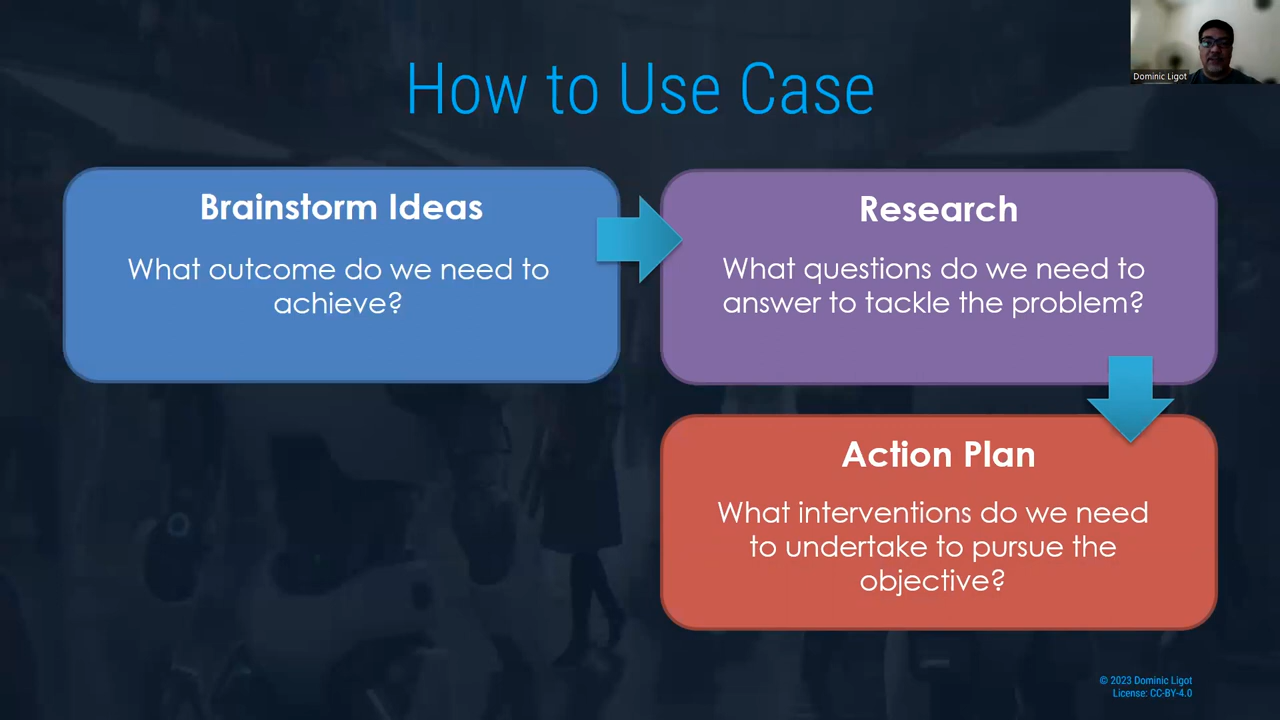 Dominic Ligot
How to Use Case
Brainstorm Ideas
What outcome do we need to
achieve?
Research
What questions do we need to
answer to tackle the problem?
Action Plan
What interventions do we need
to undertake to pursue the
objective?
© 2023 Dominic Ligot
License: CC-BY-4.0